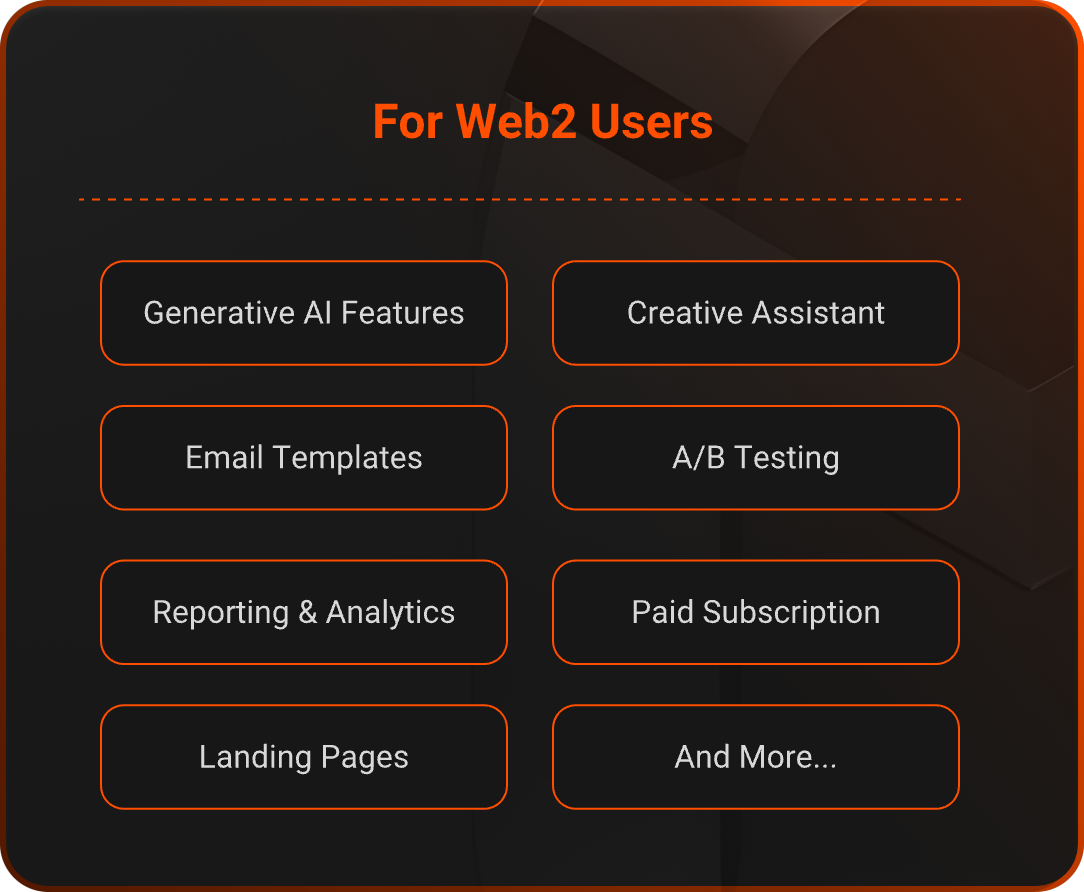 For Web2 Users
Generative AI Features
Creative Assistant
Email Templates
A/B Testing
Reporting & Analytics
Paid Subscription
Landing Pages
And More...